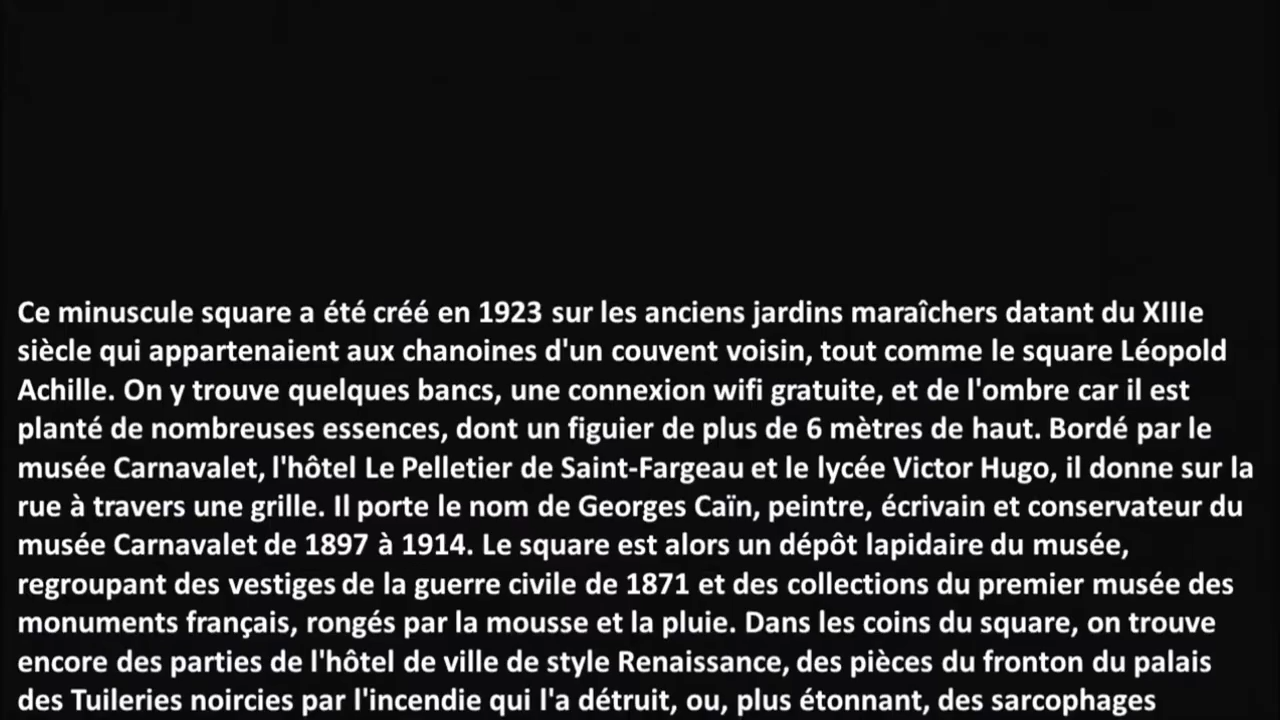 Ce minuscule square a été créé en 1923 sur les anciens jardins maraîchers datant du XIIIe
siècle qui appartenaient aux chanoines d'un couvent voisin, tout comme le square Léopold
Achille. On y trouve quelques bancs, une connexion wifi gratuite, et de l'ombre car il est
planté de nombreuses essences, dont un figuier de plus de 6 mètres de haut. Bordé par le
musée Carnavalet, l'hôtel Le Pelletier de Saint-Fargeau et le lycée Victor Hugo, il donne sur la
rue à travers une grille. Il porte le nom de Georges Caïn, peintre, écrivain et conservateur du
musée Carnavalet de 1897 à 1914. Le square est alors un dépôt lapidaire du musée,
regroupant des vestiges de la guerre civile de 1871 et des collections du premier musée des
monuments français, rongés par la mousse et la pluie. Dans les coins du square, on trouve
encore des parties de l'hôtel de ville de style Renaissance, des pièces du fronton du palais
des Tuileries noircies par l'incendie qui l'a détruit, ou, plus étonnant, des sarcophages